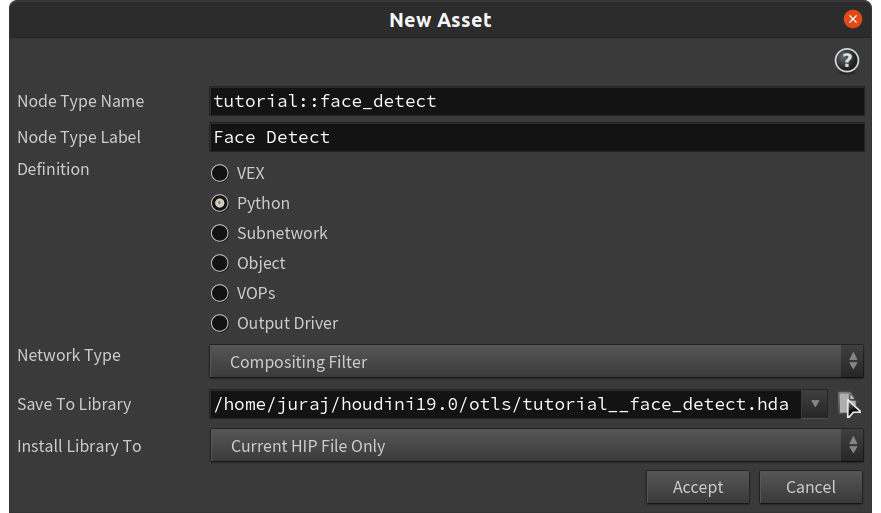 New Asset
?
Node Type Name tutorial::face_detect
Node Type Label Face Detect
Definition VEX
Python
Subnetwork
Object
VOPs
Output Driver
Network Type Compositing Filter
Save To Library /home/juraj/houdini19.0/otls/tutorial__face_detect.hda
Install Library To Current HIP File Only
Accept Cancel